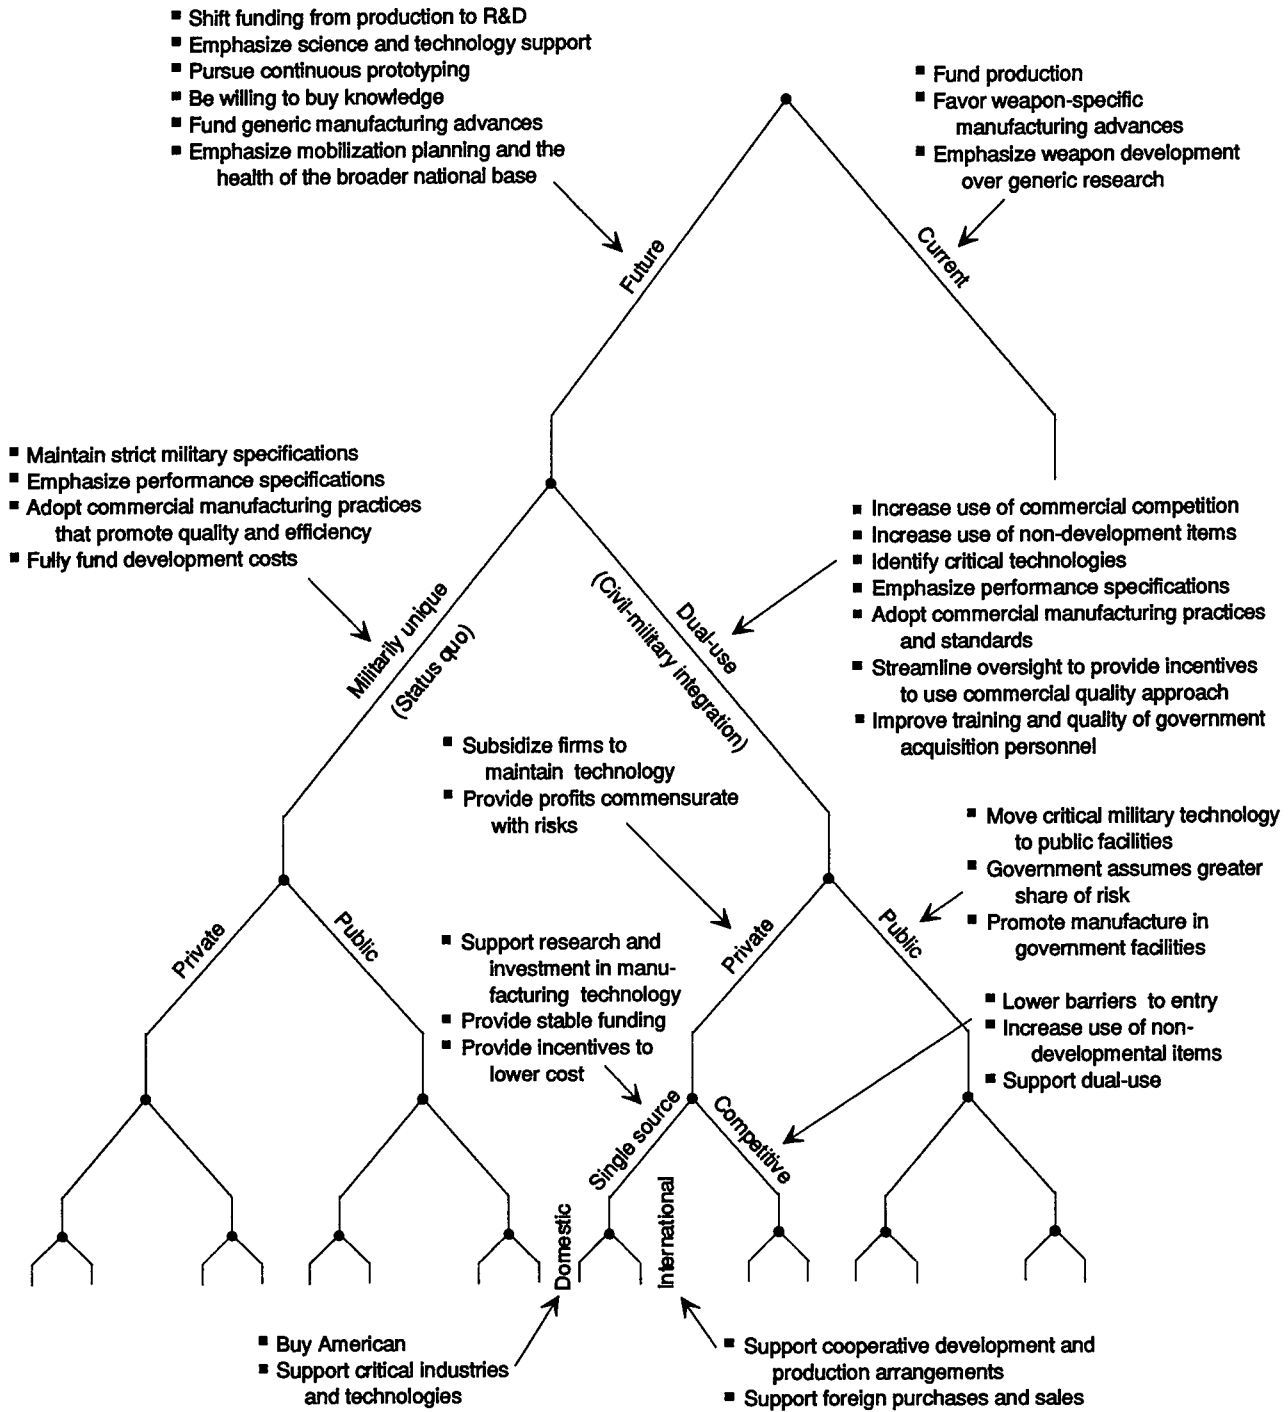 ■ Shift funding from production to R&D
■ Emphasize science and technology support
■ Pursue continuous prototyping
■ Be willing to buy knowledge
■ Fund generic manufacturing advances
■ Emphasize mobilization planning and the
health of the broader national base
■ Fund production
■ Favor weapon-specific
manufacturing advances
■ Emphasize weapon development
over generic research
Future
Current
■ Maintain strict military specifications
■ Emphasize performance specifications
■ Adopt commercial manufacturing practices
that promote quality and efficiency
■ Fully fund development costs
■ Increase use of commercial competition
■ Increase use of non-development items
■ Identify critical technologies
■ Emphasize performance specifications
■ Adopt commercial manufacturing practices
and standards
■ Streamline oversight to provide incentives
to use commercial quality approach
■ Improve training and quality of government
acquisition personnel
Militarily unique
(Status quo)
Dual-use
(Civil-military integration)
■ Subsidize firms to
maintain technology
■ Provide profits commensurate
with risks
■ Move critical military technology
to public facilities
■ Government assumes greater
share of risk
■ Promote manufacture in
government facilities
Private
Public
Private
Public
■ Support research and
investment in manu-
facturing technology
■ Provide stable funding
■ Provide incentives to
lower cost
■ Lower barriers to entry
■ Increase use of non-
developmental items
■ Support dual-use
Single source
Competitive
Domestic
International
■ Buy American
■ Support critical industries
and technologies
■ Support cooperative development and
production arrangements
■ Support foreign purchases and sales